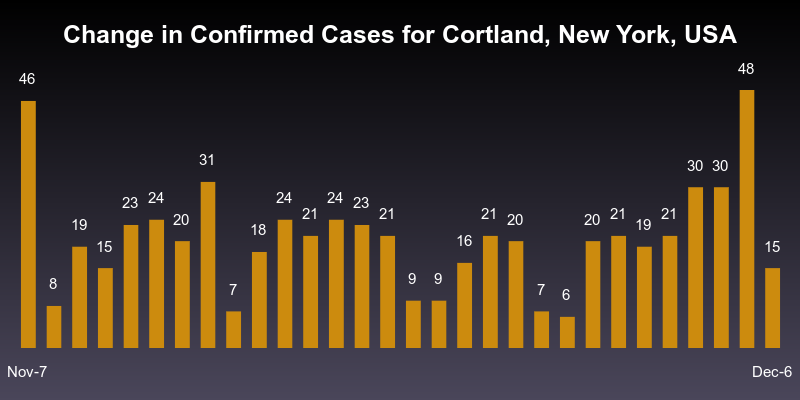 Change in Confirmed Cases for Cortland, New York, USA
46 8 19 15 23 24 20 31 7 18 24 21 24 23 21 9 9 16 21 20 7 6 20 21 19 21 30 30 48 15
Nov-7 Dec-6